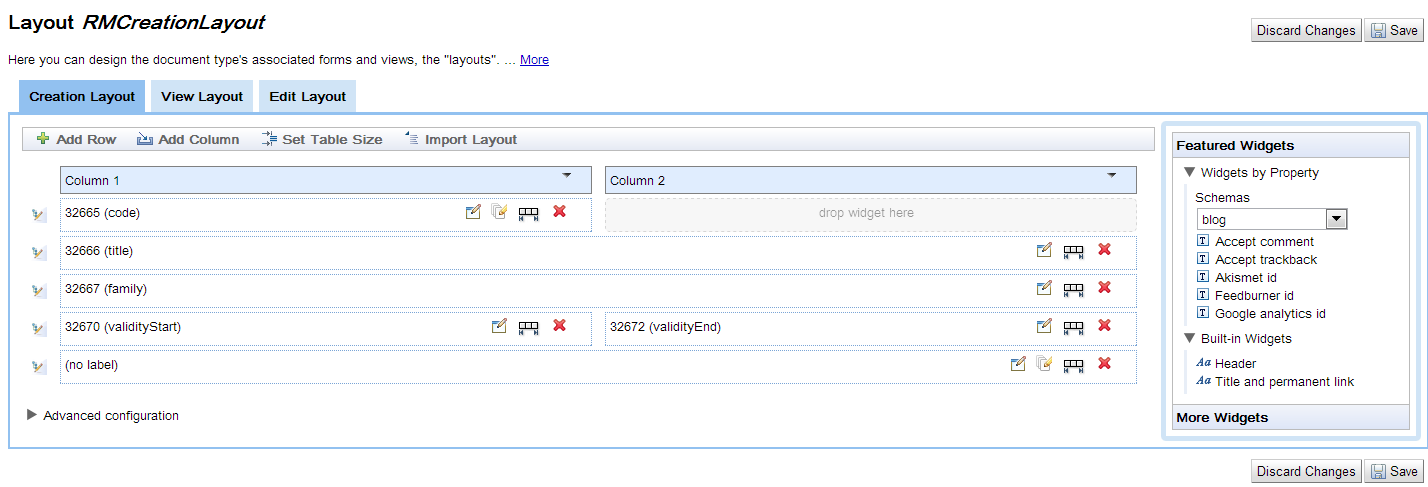 Layout RMCreationLayout
Discard Changes Save
Here you can design the document type's associated forms and views, the "layouts". ... More
Creation Layout View Layout Edit Layout
Add Row Add Column Set Table Size Import Layout
Column 1 Column 2
32665 (code) drop widget here
32666 (title)
32667 (family)
32670 (validityStart) 32672 (validityEnd)
(no label)
Advanced configuration
Featured Widgets
Widgets by Property
Schemas
blog
T Accept comment
T Accept trackback
T Akismet id
T Feedburner id
T Google analytics id
Built-in Widgets
Aa Header
Aa Title and permanent link
More Widgets
Discard Changes Save